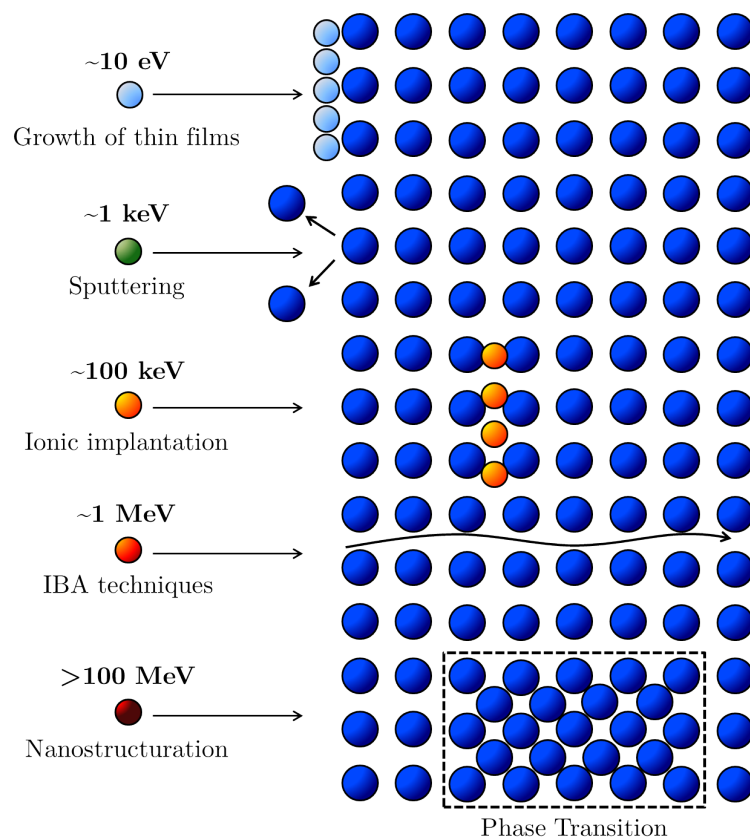 ~10 eV
Growth of thin films
~1 keV
Sputtering
~100 keV
Ionic implantation
~1 MeV
IBA techniques
>100 MeV
Nanostructuration
Phase Transition